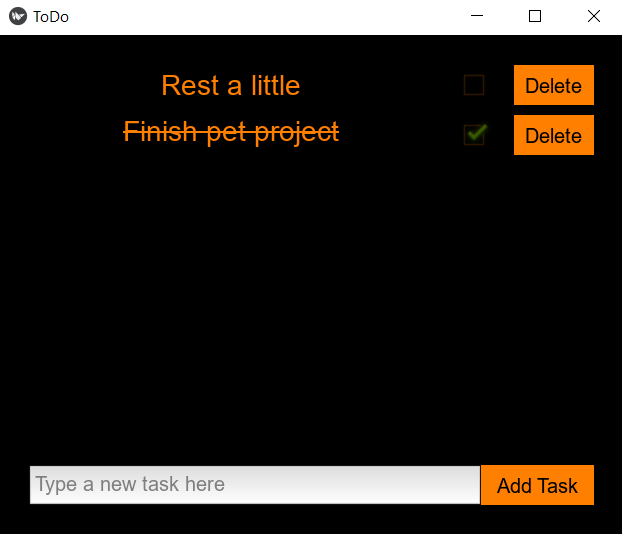 ToDo
Rest a little
Delete
Finish pet project
Delete
Type a new task here
Add Task